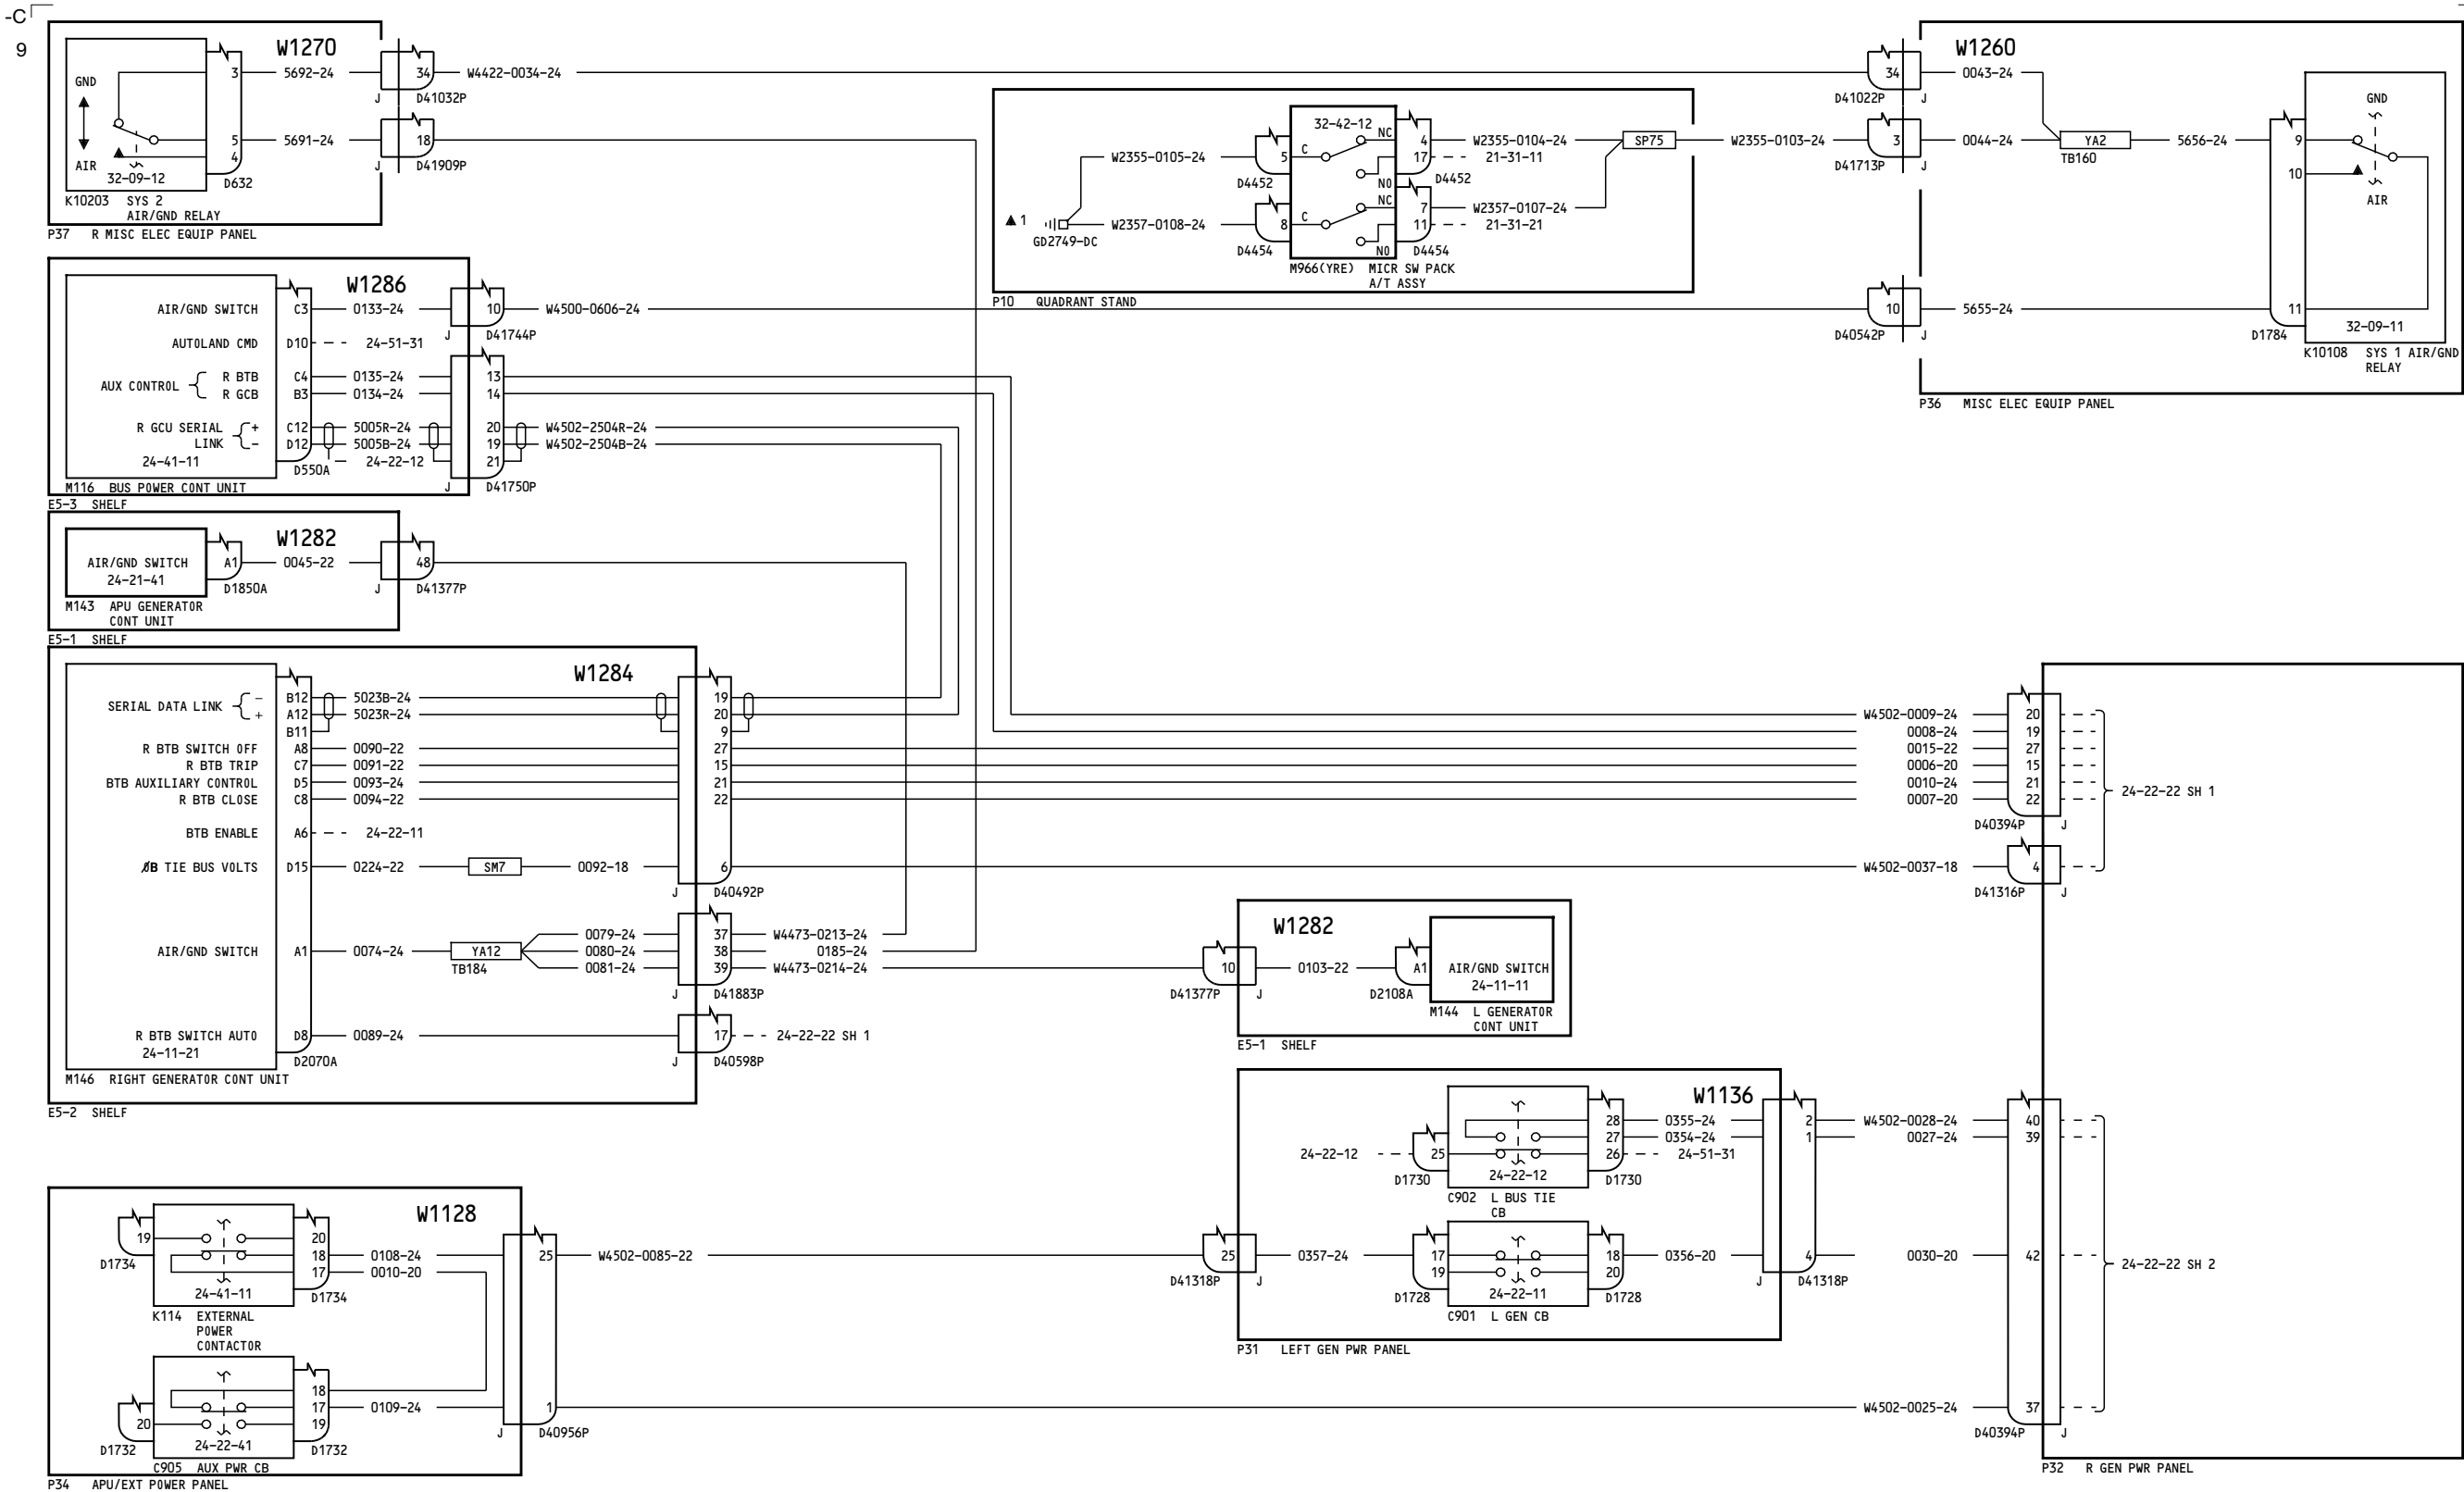 -C
9
W1270
GND
AIR
32-09-12
3
5
4
5692-24
5691-24
D632
K10203 SYS 2
AIR/GND RELAY
P37 R MISC ELEC EQUIP PANEL
J
34
W4422-0034-24
D41032P
18
J
D41909P
P10 QUADRANT STAND
▲ 1
GD2749-DC
W2355-0105-24
W2357-0108-24
5
D4452
8
D4454
32-42-12
C
NC
NO
C
NC
NO
4
17
D4452
7
11
D4454
W2355-0104-24
21-31-11
W2357-0107-24
21-31-21
M966(YRE) MICR SW PACK
A/T ASSY
SP75
W2355-0103-24
34
D41022P
J
3
D41713P
J
10
D40542P
J
W1260
0043-24
0044-24
YA2
TB160
5656-24
5655-24
9
10
11
D1784
GND
AIR
32-09-11
K10108 SYS 1 AIR/GND
RELAY
P36 MISC ELEC EQUIP PANEL
W1286
AIR/GND SWITCH C3 0133-24
10
W4500-0606-24
J
D41744P
AUTOLAND CMD D10 24-51-31
AUX CONTROL
R BTB C4 0135-24 13
R GCB B3 0134-24 14
R GCU SERIAL
LINK
+ C12 5005R-24 20 W4502-2504R-24
- D12 5005B-24 19 W4502-2504B-24
24-41-11
24-22-12
21
D550A
J
D41750P
M116 BUS POWER CONT UNIT
E5-3 SHELF
W1282
AIR/GND SWITCH
24-21-41
A1
0045-22
48
D1850A
J
D41377P
M143 APU GENERATOR
CONT UNIT
E5-1 SHELF
W1284
SERIAL DATA LINK
- B12 5023B-24 19
+ A12 5023R-24 20
B11 9
R BTB SWITCH OFF A8 0090-22 27
R BTB TRIP C7 0091-22 15
BTB AUXILIARY CONTROL D5 0093-24 21
R BTB CLOSE C8 0094-22 22
BTB ENABLE A6 24-22-11
ØB TIE BUS VOLTS D15 0224-22 SM7 0092-18 6
J
D40492P
AIR/GND SWITCH A1 0074-24 YA12
TB184
0079-24 37 W4473-0213-24
0080-24 38 0185-24
0081-24 39 W4473-0214-24
J
D41883P
R BTB SWITCH AUTO D8 0089-24 17 24-22-22 SH 1
24-11-21
D2070A
J
D40598P
M146 RIGHT GENERATOR CONT UNIT
E5-2 SHELF
W4502-0009-24 20
0008-24 19
0015-22 27
0006-20 15
0010-24 21
0007-20 22
24-22-22 SH 1
D40394P
J
W4502-0037-18 4
D41316P
J
W1282
10
D41377P
J
0103-22
A1
D2108A
AIR/GND SWITCH
24-11-11
M144 L GENERATOR
CONT UNIT
E5-1 SHELF
W1136
24-22-12
25
D1730
24-22-12
28 0355-24 2
27 0354-24 1
26 24-51-31
D1730
C902 L BUS TIE
CB
25
D41318P
J
0357-24
17
19
D1728
24-22-11
18
20
D1728
0356-20
4
J
D41318P
C901 L GEN CB
P31 LEFT GEN PWR PANEL
W4502-0028-24 40
0027-24 39
0030-20 42
24-22-22 SH 2
W4502-0025-24 37
D40394P
J
P32 R GEN PWR PANEL
W1128
19
D1734
24-41-11
20
18
17
D1734
0108-24
0010-20
K114 EXTERNAL
POWER
CONTACTOR
25
W4502-0085-22
20
D1732
24-22-41
18
17
19
D1732
0109-24
1
J
D40956P
C905 AUX PWR CB
P34 APU/EXT POWER PANEL